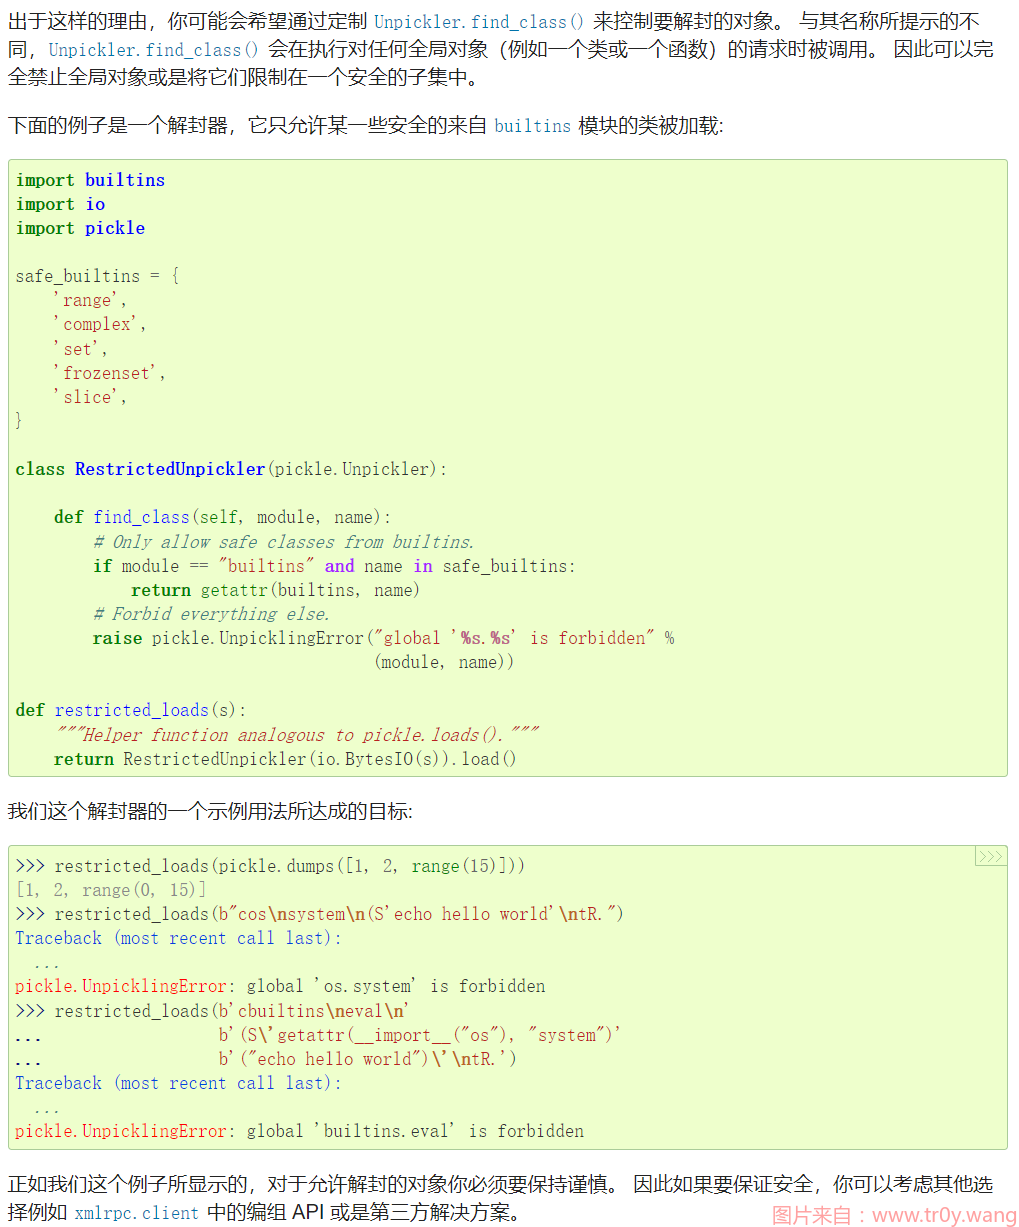 出于这样的理由，你可能会希望通过定制 Unpickler.find_class() 来控制要解封的对象。 与其名称所提示的不
同，Unpickler.find_class() 会在执行对任何全局对象（例如一个类或一个函数）的请求时被调用。 因此可以完
全禁止全局对象或是将它们限制在一个安全的子集中。
下面的例子是一个解封器，它只允许某一些安全的来自 builtins 模块的类被加载:
import builtins
import io
import pickle
safe_builtins = {
    'range',
    'complex',
    'set',
    'frozenset',
    'slice',
}
class RestrictedUnpickler(pickle.Unpickler):
    def find_class(self, module, name):
        # Only allow safe classes from builtins.
        if module == "builtins" and name in safe_builtins:
            return getattr(builtins, name)
        # Forbid everything else.
        raise pickle.UnpicklingError("global '%s.%s' is forbidden" %
                                     (module, name))
def restricted_loads(s):
    """Helper function analogous to pickle.loads()."""
    return RestrictedUnpickler(io.BytesIO(s)).load()
我们这个解封器的一个示例用法所达成的目标:
>>>
>>> restricted_loads(pickle.dumps([1, 2, range(15)]))
[1, 2, range(0, 15)]
>>> restricted_loads(b"cos\nsystem\n(S'echo hello world'\ntR.")
Traceback (most recent call last):
  ...
pickle.UnpicklingError: global 'os.system' is forbidden
>>> restricted_loads(b'cbuiltins\neval\n'
...                  b'(S\'getattr(__import__("os"), "system")'
...                  b'("echo hello world")\'\ntR.')
Traceback (most recent call last):
  ...
pickle.UnpicklingError: global 'builtins.eval' is forbidden
正如我们这个例子所显示的，对于允许解封的对象你必须要保持谨慎。 因此如果要保证安全，你可以考虑其他选
择例如 xmlrpc.client 中的编组 API 或是第三方解决方案。
图片来自：www.tr0y.wang